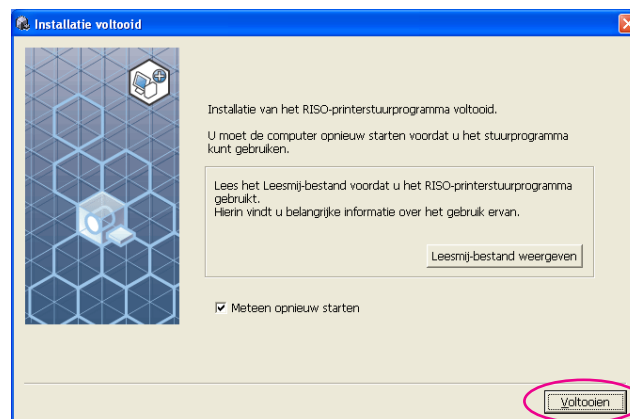 Installatie voltooid
Installatie van het RISO-printerstuurprogramma voltooid.
U moet de computer opnieuw starten voordat u het stuurprogramma
kunt gebruiken.
Lees het Leesmij-bestand voordat u het RISO-printerstuurprogramma
gebruikt.
Hierin vindt u belangrijke informatie over het gebruik ervan.
Leesmij-bestand weergeven
Meteen opnieuw starten
Voltooien